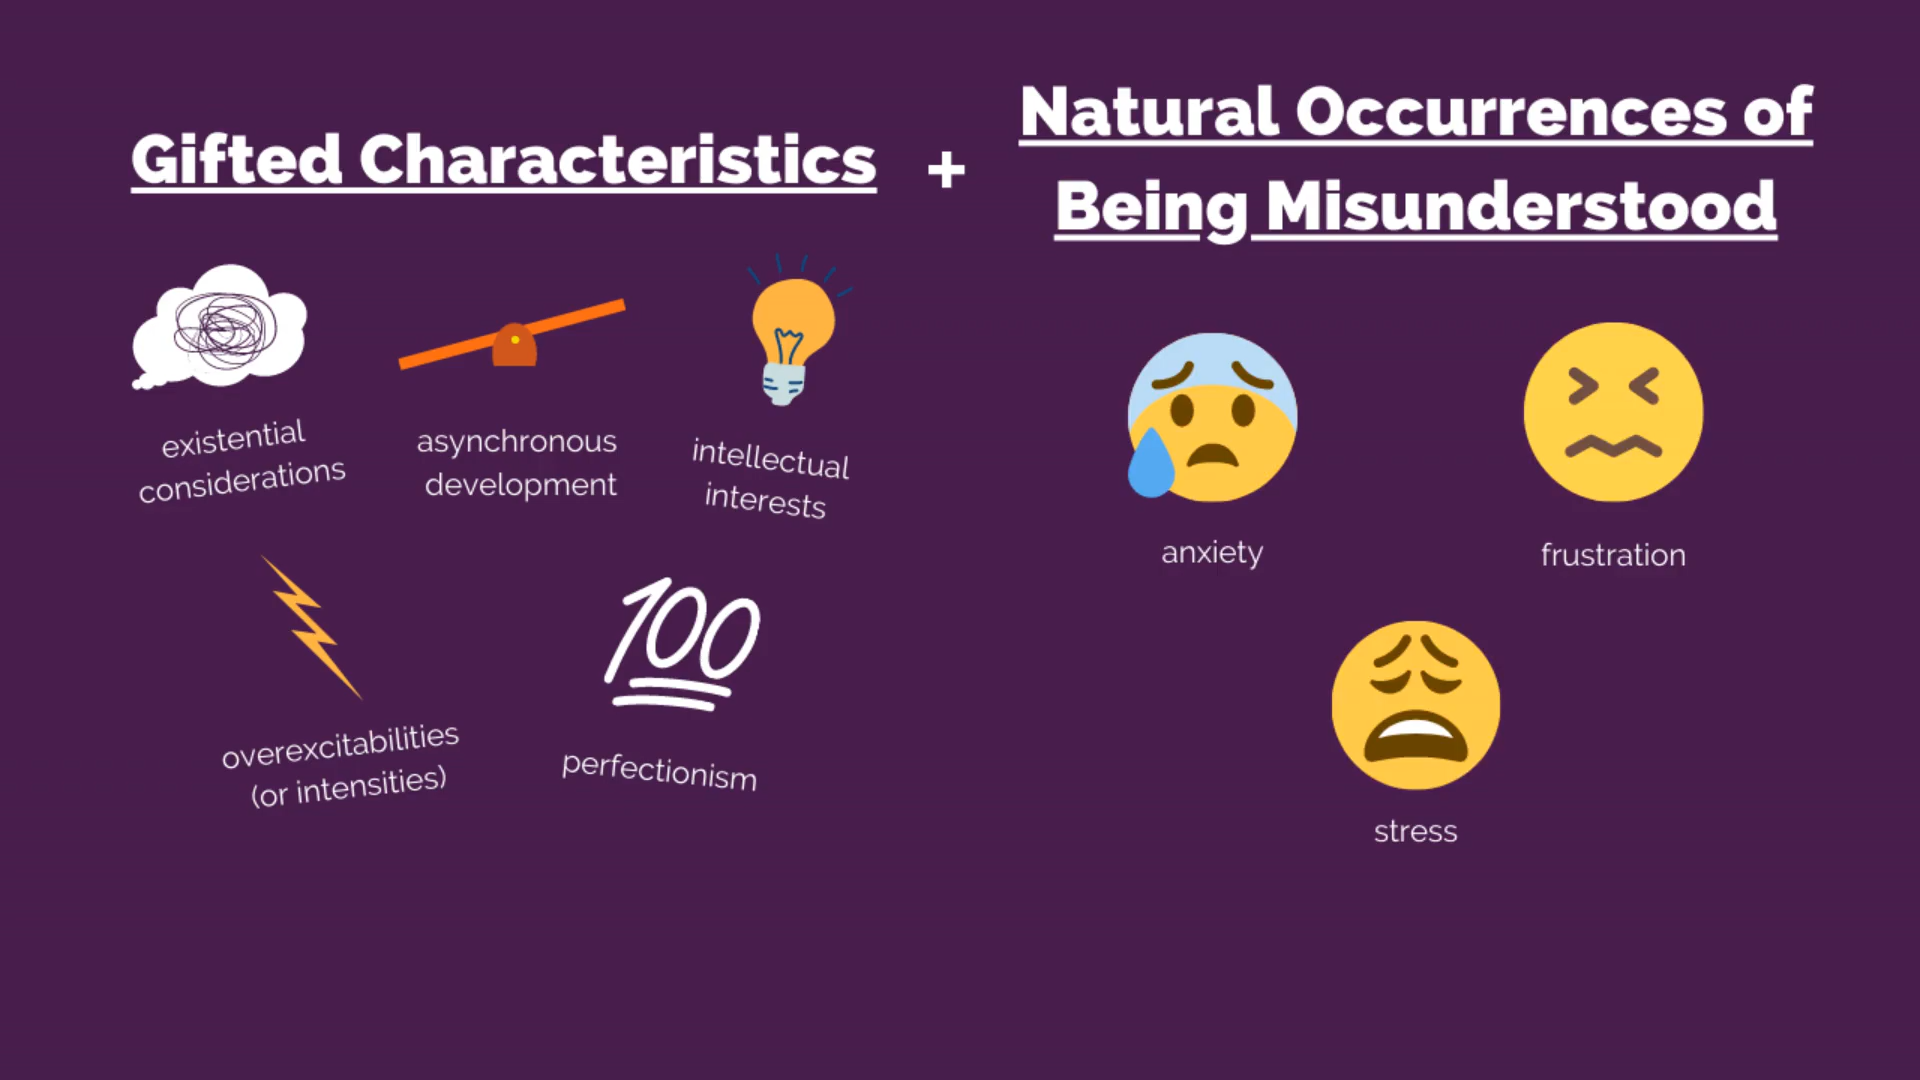 Gifted Characteristics
+
Natural Occurrences of
Being Misunderstood
existential
considerations
asynchronous
development
intellectual
interests
overexcitabilities
(or intensities)
100
perfectionism
anxiety
frustration
stress